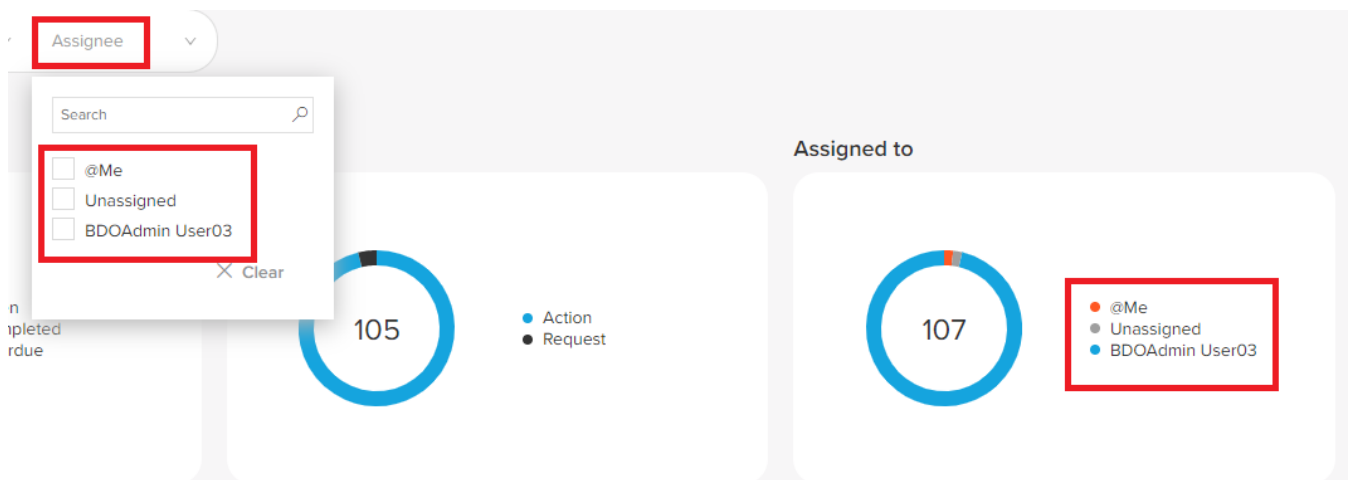 Assignee
Search
@Me
Unassigned
BDOAdmin User03
Clear
Assigned to
105
Action
Request
107
@Me
Unassigned
BDOAdmin User03